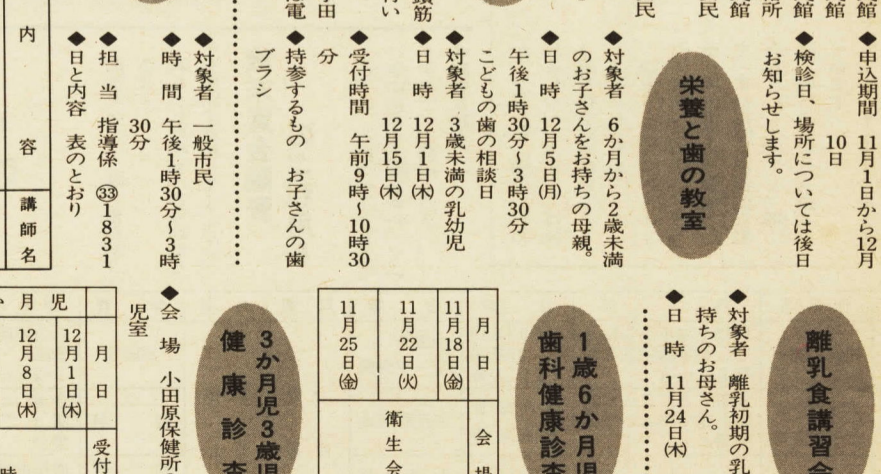 館
館
所
館
民
民
◆申込期間　11月1日から12月
10日
◆検診日、場所については後日
お知らせします。
栄養と歯の教室
◆対象者　6か月から2歳未満
のお子さんをお持ちの母親。
◆日　時　12月5日㈪
午後1時30分〜3時30分
こどもの歯の相談日
◆対象者　3歳未満の乳幼児
◆日　時　12月1日㈭
12月15日㈭
◆受付時間　午前9時〜10時30
分
◆持参するもの　お子さんの歯
ブラシ
◆対象者　一般市民
◆時　間　午後1時30分〜3時
30分
◆担　当　指導係　㉝1831
◆日と内容　表のとおり
内　容
講師名
離乳食講習会
◆対象者　離乳初期の乳
持ちのお母さん。
◆日　時　11月24日㈭
1歳6か月児
歯科健康診査
月　日
会　場
11月18日㈮
11月22日㈫
11月25日㈮
衛生会
3か月児3歳児
健康診査
◆会　場　小田原保健所
児室
月　日
受付
月児
12月1日㈭
12月8日㈭
時